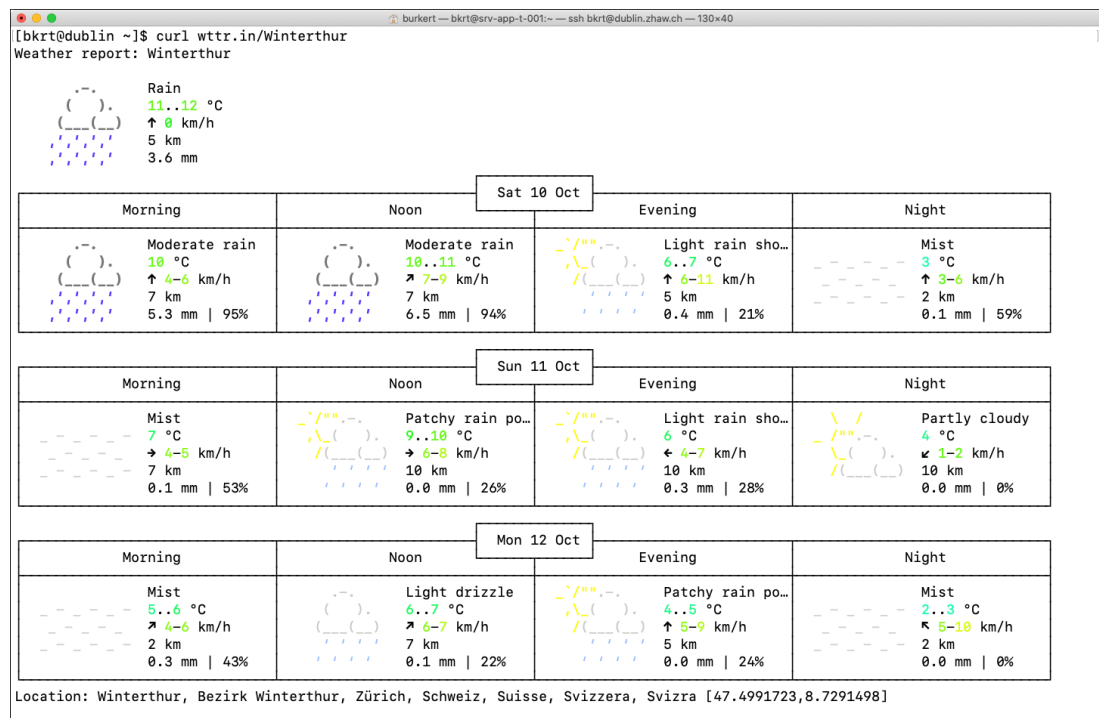 burkert — bkrt@srv-app-t-001:~ — ssh bkrt@dublin.zhaw.ch — 130×40
[bkrt@dublin ~]$ curl wttr.in/Winterthur
Weather report: Winterthur
Rain
11..12 °C
↑ 0 km/h
5 km
3.6 mm
Sat 10 Oct
Morning Noon Evening Night
Moderate rain Moderate rain Light rain sho… Mist
10 °C 10..11 °C 6..7 °C 3 °C
↑ 4–6 km/h ↗ 7–9 km/h ↑ 6–11 km/h ↑ 3–6 km/h
7 km 7 km 5 km 2 km
5.3 mm | 95% 6.5 mm | 94% 0.4 mm | 21% 0.1 mm | 59%
Sun 11 Oct
Morning Noon Evening Night
Mist Patchy rain po… Light rain sho… Partly cloudy
7 °C 9..10 °C 6 °C 4 °C
→ 4–5 km/h → 6–8 km/h ← 4–7 km/h ↙ 1–2 km/h
7 km 10 km 10 km 10 km
0.1 mm | 53% 0.0 mm | 26% 0.3 mm | 28% 0.0 mm | 0%
Mon 12 Oct
Morning Noon Evening Night
Mist Light drizzle Patchy rain po… Mist
5..6 °C 6..7 °C 4..5 °C 2..3 °C
↗ 4–6 km/h ↗ 6–7 km/h ↑ 5–9 km/h ↖ 5–10 km/h
2 km 7 km 5 km 2 km
0.3 mm | 43% 0.1 mm | 22% 0.0 mm | 24% 0.0 mm | 0%
Location: Winterthur, Bezirk Winterthur, Zürich, Schweiz, Suisse, Svizzera, Svizra [47.4991723,8.7291498]